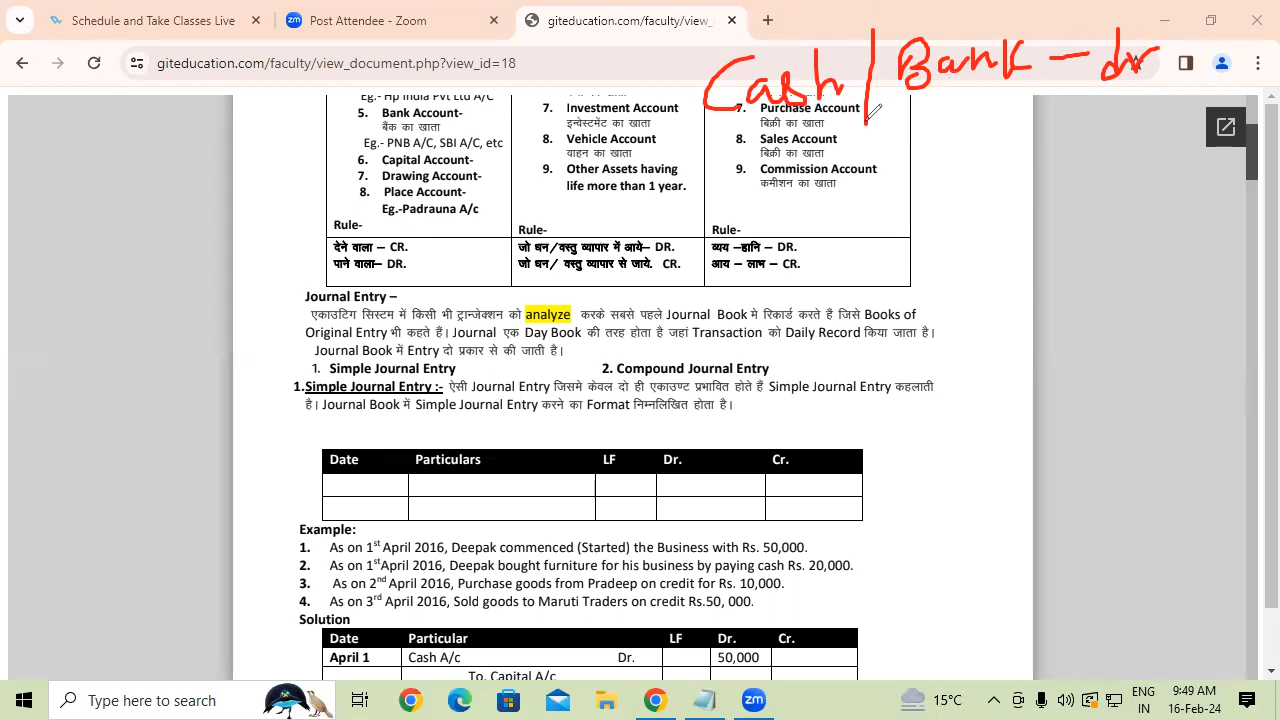 Schedule and Take Classes Live
Post Attendee - Zoom
giteducation.com/faculty/view_
giteducation.com/faculty/view_document.php?view_id=18
Cash / Bank - dr
Eg.- Hp India Pvt Ltd A/C
5. Bank Account-
बैंक का खाता
Eg.- PNB A/C, SBI A/C, etc
6. Capital Account-
7. Drawing Account-
8. Place Account-
Eg.-Padrauna A/c
Rule-
देने वाला – CR.
पाने वाला– DR.
7. Investment Account
इन्वेस्टमेंट का खाता
8. Vehicle Account
वाहन का खाता
9. Other Assets having
life more than 1 year.
Rule-
जो धन/वस्तु व्यापार में आये– DR.
जो धन/ वस्तु व्यापार से जाये. CR.
7. Purchase Account
बिक्री का खाता
8. Sales Account
बिक्री का खाता
9. Commission Account
कमीशन का खाता
Rule-
व्यय –हानि – DR.
आय – लाभ – CR.
Journal Entry –
एकाउटिग सिस्टम में किसी भी ट्रान्जेक्शन को analyze करके सबसे पहले Journal Book मे रिकार्ड करते हैं जिसे Books of
Original Entry भी कहते हैं। Journal एक Day Book की तरह होता है जहां Transaction को Daily Record किया जाता है।
Journal Book में Entry दो प्रकार से की जाती है।
1. Simple Journal Entry 2. Compound Journal Entry
1.Simple Journal Entry :- ऐसी Journal Entry जिसमे केवल दो ही एकाउण्ट प्रभावित होते हैं Simple Journal Entry कहलाती
है। Journal Book में Simple Journal Entry करने का Format निम्नलिखित होता है।
Date Particulars LF Dr. Cr.
Example:
1. As on 1st April 2016, Deepak commenced (Started) the Business with Rs. 50,000.
2. As on 1stApril 2016, Deepak bought furniture for his business by paying cash Rs. 20,000.
3. As on 2nd April 2016, Purchase goods from Pradeep on credit for Rs. 10,000.
4. As on 3rd April 2016, Sold goods to Maruti Traders on credit Rs.50, 000.
Solution
Date Particular LF Dr. Cr.
April 1 Cash A/c Dr. 50,000
To. Capital A/c
Type here to search
15°C
ENG
IN
9:49 AM
16-Feb-24